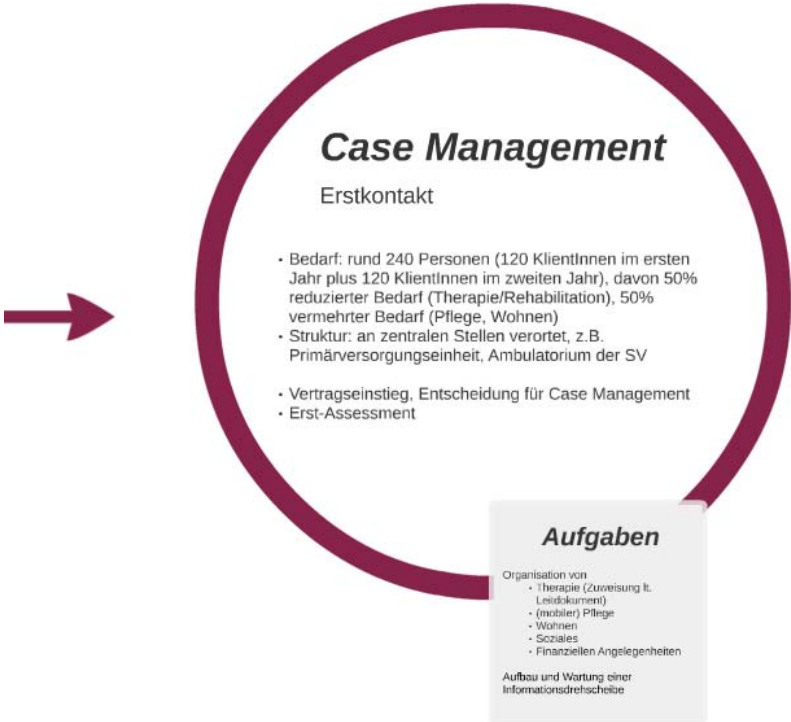 Case Management
Erstkontakt
• Bedarf: rund 240 Personen (120 KlientInnen im ersten
Jahr plus 120 KlientInnen im zweiten Jahr), davon 50%
reduzierter Bedarf (Therapie/Rehabilitation), 50%
vermehrter Bedarf (Pflege, Wohnen)
• Struktur: an zentralen Stellen verortet, z.B.
Primärversorgungseinheit, Ambulatorium der SV
• Vertragseinstieg, Entscheidung für Case Management
• Erst-Assessment
Aufgaben
Organisation von
• Therapie (Zuweisung lt.
Leitdokument)
• (mobiler) Pflege
• Wohnen
• Soziales
• Finanziellen Angelegenheiten
Aufbau und Wartung einer
Informationsdrehscheibe